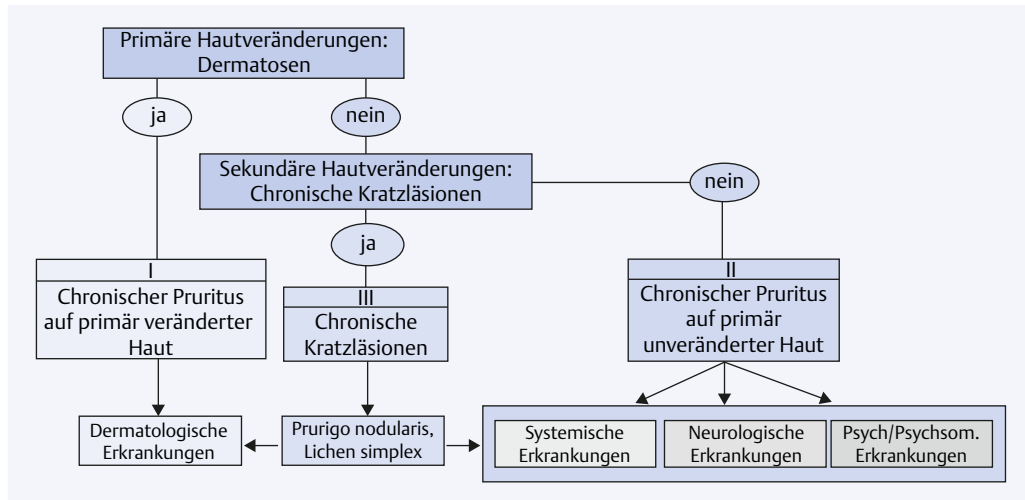 Primäre Hautveränderungen:
Dermatosen
ja
nein
Sekundäre Hautveränderungen:
Chronische Kratzläsionen
nein
ja
I
Chronischer Pruritus
auf primär veränderter
Haut
III
Chronische
Kratzläsionen
II
Chronischer Pruritus
auf primär
unveränderter Haut
Dermatologische
Erkrankungen
Prurigo nodularis,
Lichen simplex
Systemische
Erkrankungen
Neurologische
Erkrankungen
Psych/Psychsom.
Erkrankungen